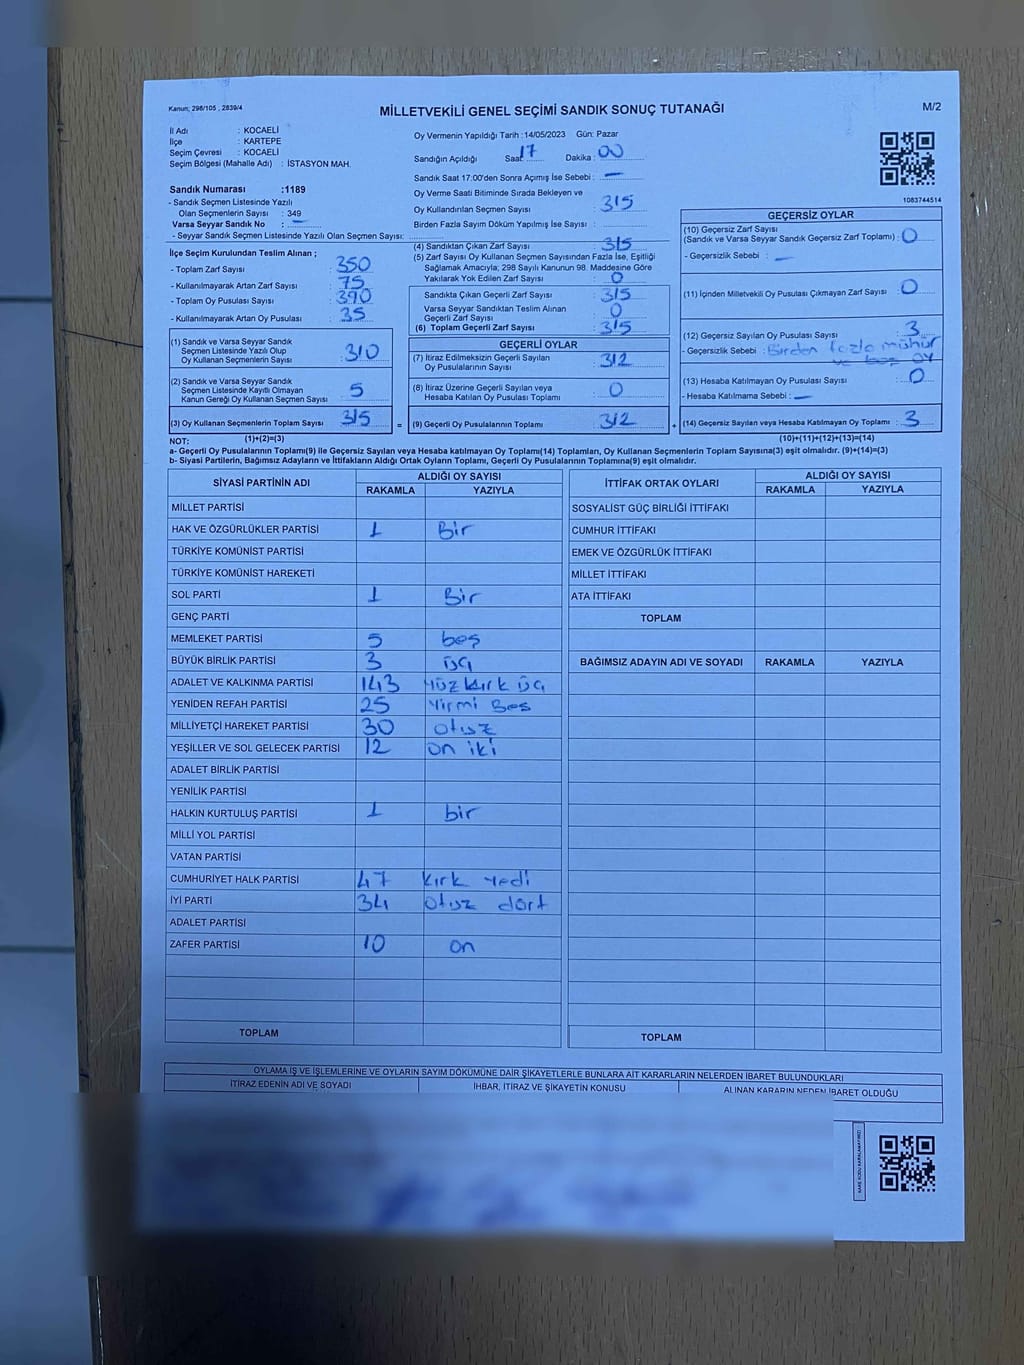 Kanun; 298/105 , 2839/4
MİLLETVEKİLİ GENEL SEÇİMİ SANDIK SONUÇ TUTANAĞI
M/2
İl Adı : KOCAELİ
İlçe : KARTEPE
Seçim Çevresi : KOCAELİ
Seçim Bölgesi (Mahalle Adı) : İSTASYON MAH.
Sandık Numarası :1189
- Sandık Seçmen Listesinde Yazılı
Olan Seçmenlerin Sayısı : 349
Varsa Seyyar Sandık No : —
- Seyyar Sandık Seçmen Listesinde Yazılı Olan Seçmen Sayısı:
Oy Vermenin Yapıldığı Tarih :14/05/2023 Gün: Pazar
Sandığın Açıldığı Saat 17 Dakika : 00
Sandık Saat 17:00'den Sonra Açımış İse Sebebi : —
Oy Verme Saati Bitiminde Sırada Bekleyen ve
Oy Kullandırılan Seçmen Sayısı : 315
Birden Fazla Sayım Döküm Yapılmış İse Sayısı :
1083744514
İlçe Seçim Kurulundan Teslim Alınan ;
- Toplam Zarf Sayısı : 350
- Kullanılmayarak Artan Zarf Sayısı : 75
- Toplam Oy Pusulası Sayısı : 390
- Kullanılmayarak Artan Oy Pusulası : 35
(1) Sandık ve Varsa Seyyar Sandık
Seçmen Listesinde Yazılı Olup
Oy Kullanan Seçmenlerin Sayısı : 310
(2) Sandık ve Varsa Seyyar Sandık
Seçmen Listesinde Kayıtlı Olmayan
Kanun Gereği Oy Kullanan Seçmen Sayısı : 5
(3) Oy Kullanan Seçmenlerin Toplam Sayısı : 315
(4) Sandıktan Çıkan Zarf Sayısı : 315
(5) Zarf Sayısı Oy Kullanan Seçmen Sayısından Fazla İse, Eşitliği
Sağlamak Amacıyla; 298 Sayılı Kanunun 98. Maddesine Göre
Yakılarak Yok Edilen Zarf Sayısı : 0
Sandıkta Çıkan Geçerli Zarf Sayısı : 315
Varsa Seyyar Sandıktan Teslim Alınan
Geçerli Zarf Sayısı : 0
(6) Toplam Geçerli Zarf Sayısı : 315
GEÇERLİ OYLAR
(7) İtiraz Edilmeksizin Geçerli Sayılan
Oy Pusulalarının Sayısı : 312
(8) İtiraz Üzerine Geçerli Sayılan veya
Hesaba Katılan Oy Pusulası Toplamı : 0
= (9) Geçerli Oy Pusulalarının Toplamı : 312
GEÇERSİZ OYLAR
(10) Geçersiz Zarf Sayısı
(Sandık ve Varsa Seyyar Sandık Geçersiz Zarf Toplamı) : 0
- Geçersizlik Sebebi : —
(11) İçinden Milletvekili Oy Pusulası Çıkmayan Zarf Sayısı : 0
(12) Geçersiz Sayılan Oy Pusulası Sayısı : 3
- Geçersizlik Sebebi : Birden fazla mühür
ve boş oy
(13) Hesaba Katılmayan Oy Pusulası Sayısı : 0
- Hesaba Katılmama Sebebi : —
+ (14) Geçersiz Sayılan veya Hesaba Katılmayan Oy Toplamı : 3
NOT: (1)+(2)=(3) (10)+(11)+(12)+(13)=(14)
a- Geçerli Oy Pusulalarının Toplamı(9) ile Geçersiz Sayılan veya Hesaba katılmayan Oy Toplamı(14) Toplamları, Oy Kullanan Seçmenlerin Toplam Sayısına(3) eşit olmalıdır. (9)+(14)=(3)
b- Siyasi Partilerin, Bağımsız Adayların ve İttifakların Aldığı Ortak Oyların Toplamı, Geçerli Oy Pusulalarının Toplamına(9) eşit olmalıdır.
SİYASİ PARTİNİN ADI ALDIĞI OY SAYISI
RAKAMLA YAZIYLA
MİLLET PARTİSİ
HAK VE ÖZGÜRLÜKLER PARTİSİ 1 Bir
TÜRKİYE KOMÜNİST PARTİSİ
TÜRKİYE KOMÜNİST HAREKETİ
SOL PARTİ 1 Bir
GENÇ PARTİ
MEMLEKET PARTİSİ 5 beş
BÜYÜK BİRLİK PARTİSİ 3 üç
ADALET VE KALKINMA PARTİSİ 143 Yüz kırk üç
YENİDEN REFAH PARTİSİ 25 Yirmi Beş
MİLLİYETÇİ HAREKET PARTİSİ 30 otuz
YEŞİLLER VE SOL GELECEK PARTİSİ 12 on iki
ADALET BİRLİK PARTİSİ
YENİLİK PARTİSİ
HALKIN KURTULUŞ PARTİSİ 1 bir
MİLLİ YOL PARTİSİ
VATAN PARTİSİ
CUMHURİYET HALK PARTİSİ 47 kırk yedi
İYİ PARTİ 34 otuz dört
ADALET PARTİSİ
ZAFER PARTİSİ 10 on
TOPLAM
İTTİFAK ORTAK OYLARI ALDIĞI OY SAYISI
RAKAMLA YAZIYLA
SOSYALİST GÜÇ BİRLİĞİ İTTİFAKI
CUMHUR İTTİFAKI
EMEK VE ÖZGÜRLÜK İTTİFAKI
MİLLET İTTİFAKI
ATA İTTİFAKI
TOPLAM
BAĞIMSIZ ADAYIN ADI VE SOYADI RAKAMLA YAZIYLA
TOPLAM
OYLAMA İŞ VE İŞLEMLERİNE VE OYLARIN SAYIM DÖKÜMÜNE DAİR ŞİKAYETLERLE BUNLARA AİT KARARLARIN NELERDEN İBARET BULUNDUKLARI
İTİRAZ EDENİN ADI VE SOYADI İHBAR, İTİRAZ VE ŞİKAYETİN KONUSU ALINAN KARARIN NEDEN İBARET OLDUĞU